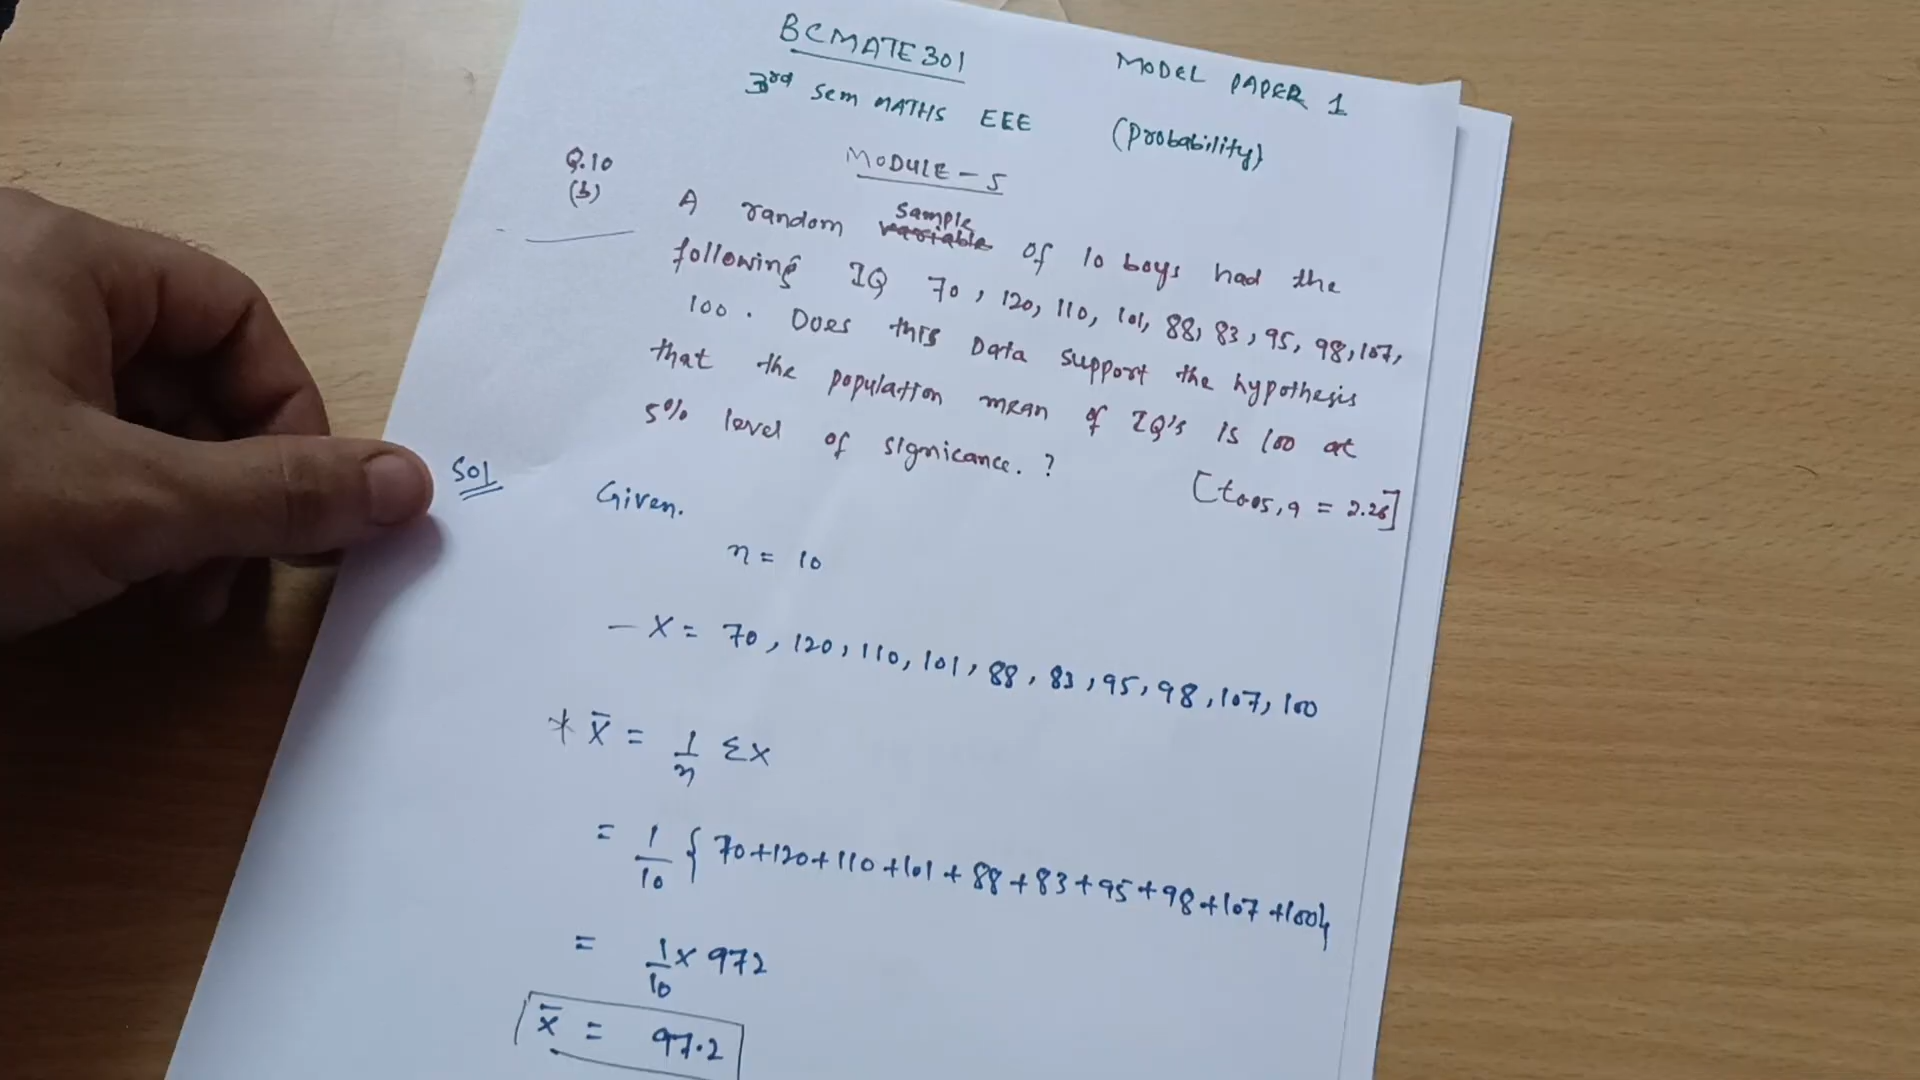 BCMATE301 MODEL PAPER 1
3rd Sem MATHS EEE (Probability)
MODULE - 5
Q.10
(b)
A random variable sample of 10 boys had the
following IQ 70, 120, 110, 101, 88, 83, 95, 98, 107,
100. Does this Data support the hypothesis
that the population mean of IQ's is 100 at
5% level of signicance. ?
[t0.05,9 = 2.26]
Sol
Given.
n = 10
- X = 70, 120, 110, 101, 88, 83, 95, 98, 107, 100
* X̄ = 1/n ΣX
= 1/10 {70+120+110+101+88+83+95+98+107+100}
= 1/10 x 972
x̄ = 97.2